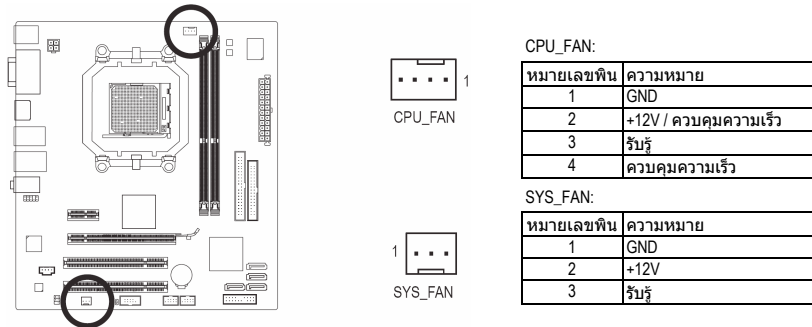 CPU_FAN:
หมายเลขพิน ความหมาย
1 GND
2 +12V / ควบคุมความเร็ว
3 รับรู้
4 ควบคุมความเร็ว
1
CPU_FAN
SYS_FAN:
หมายเลขพิน ความหมาย
1 GND
2 +12V
3 รับรู้
1
SYS_FAN